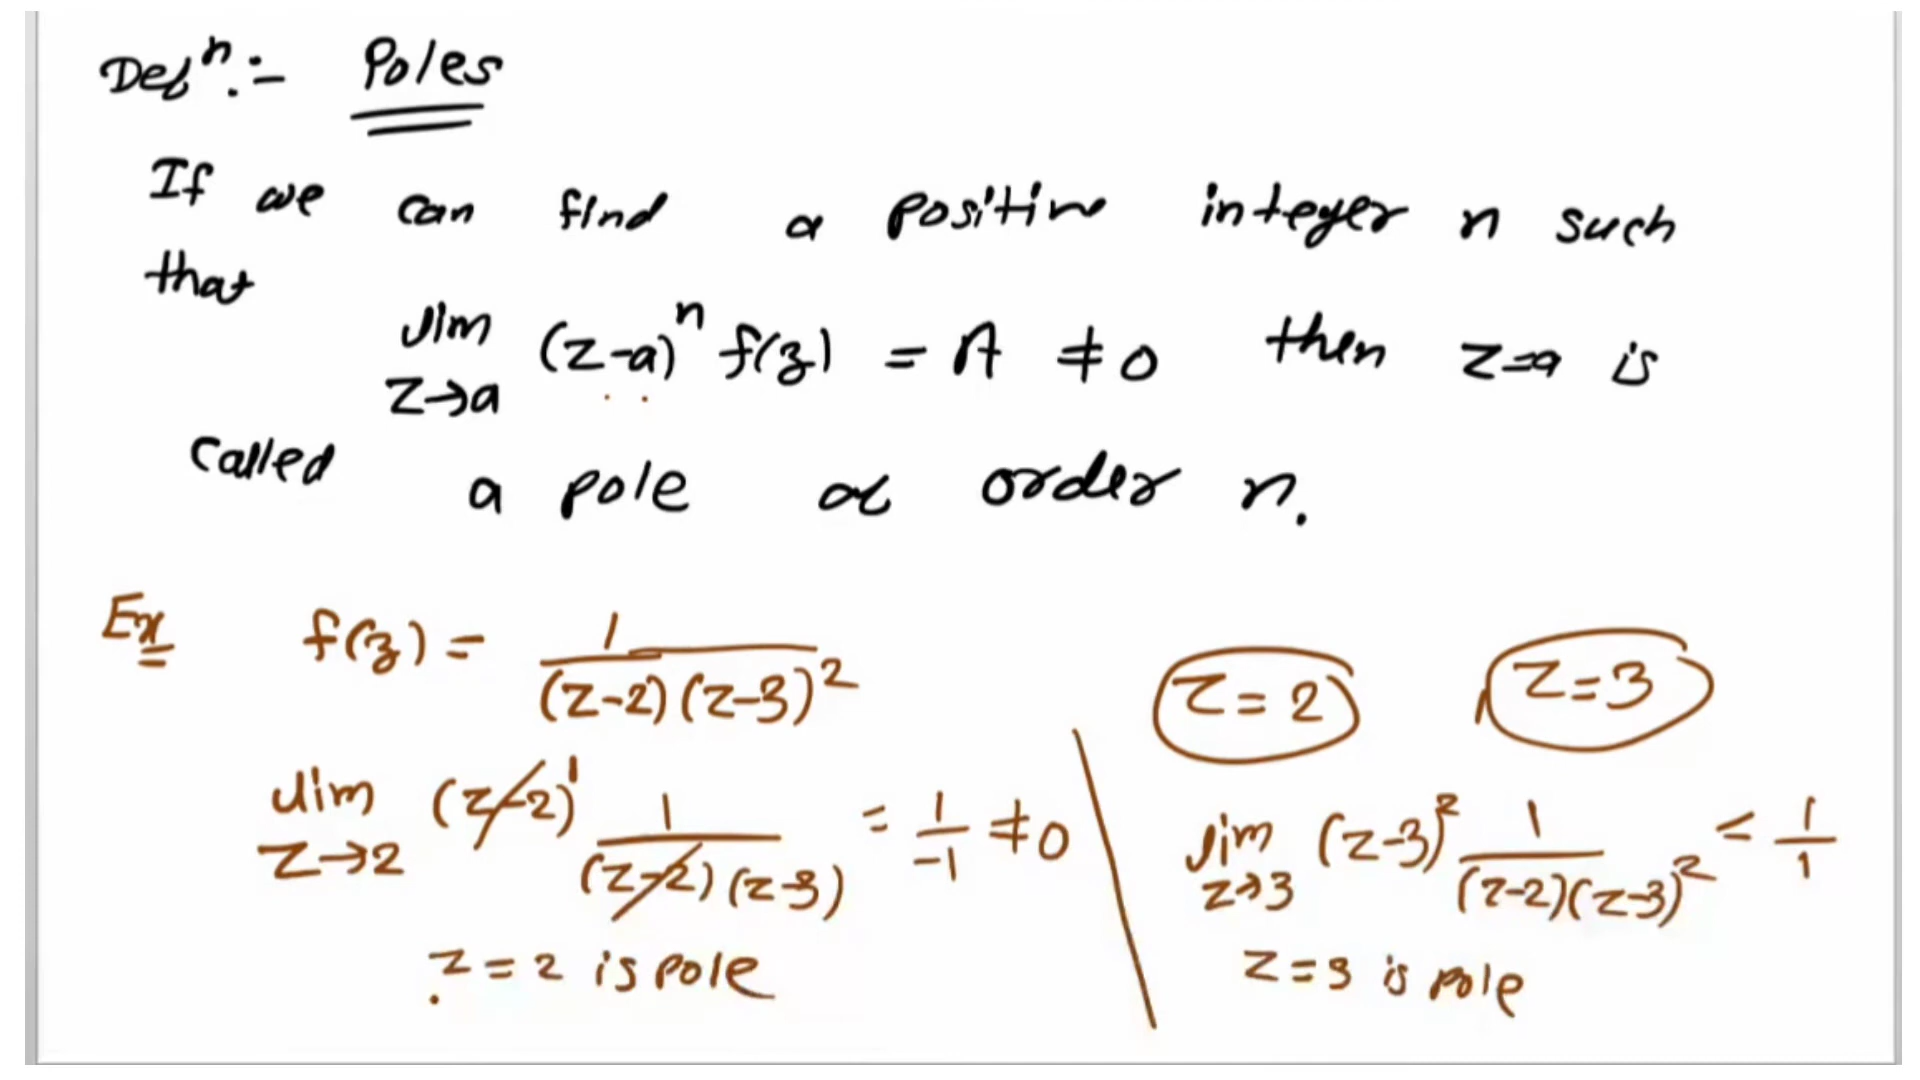 Defⁿ :- Poles
If we can find a positive integer n such
that
lim (z-a)ⁿ f(z) = A ≠ 0 then z=a is
z→a
called a pole of order n.
Ex f(z) = 1/((z-2)(z-3)²) z=2 z=3
lim z→2 (z-2)¹ 1/((z-2)(z-3)) = 1/-1 ≠ 0
z=2 is pole
lim z→3 (z-3)² 1/((z-2)(z-3)²) = 1/1
z=3 is pole